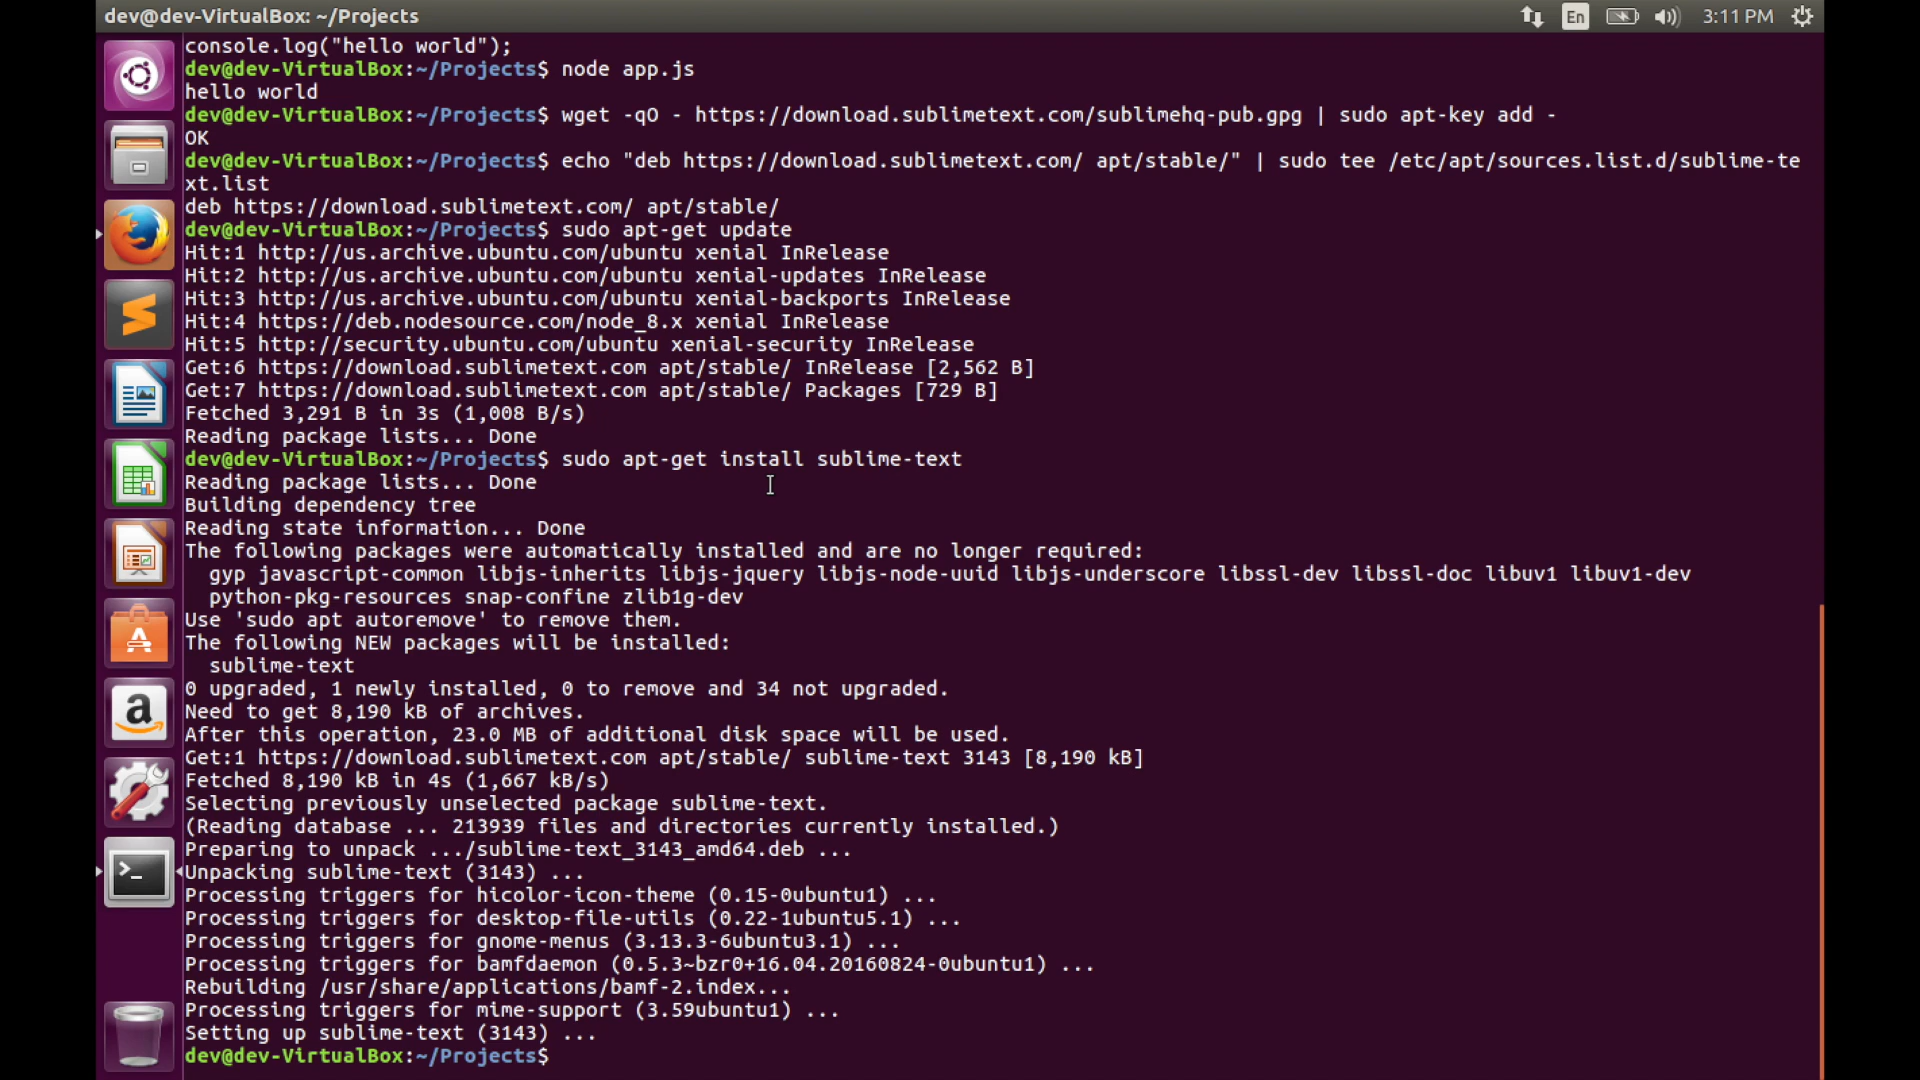 dev@dev-VirtualBox: ~/Projects
En
3:11 PM
console.log("hello world");
dev@dev-VirtualBox:~/Projects$ node app.js
hello world
dev@dev-VirtualBox:~/Projects$ wget -qO - https://download.sublimetext.com/sublimehq-pub.gpg | sudo apt-key add -
OK
dev@dev-VirtualBox:~/Projects$ echo "deb https://download.sublimetext.com/ apt/stable/" | sudo tee /etc/apt/sources.list.d/sublime-te
xt.list
deb https://download.sublimetext.com/ apt/stable/
dev@dev-VirtualBox:~/Projects$ sudo apt-get update
Hit:1 http://us.archive.ubuntu.com/ubuntu xenial InRelease
Hit:2 http://us.archive.ubuntu.com/ubuntu xenial-updates InRelease
Hit:3 http://us.archive.ubuntu.com/ubuntu xenial-backports InRelease
Hit:4 https://deb.nodesource.com/node_8.x xenial InRelease
Hit:5 http://security.ubuntu.com/ubuntu xenial-security InRelease
Get:6 https://download.sublimetext.com apt/stable/ InRelease [2,562 B]
Get:7 https://download.sublimetext.com apt/stable/ Packages [729 B]
Fetched 3,291 B in 3s (1,008 B/s)
Reading package lists... Done
dev@dev-VirtualBox:~/Projects$ sudo apt-get install sublime-text
Reading package lists... Done
Building dependency tree
Reading state information... Done
The following packages were automatically installed and are no longer required:
  gyp javascript-common libjs-inherits libjs-jquery libjs-node-uuid libjs-underscore libssl-dev libssl-doc libuv1 libuv1-dev
  python-pkg-resources snap-confine zlib1g-dev
Use 'sudo apt autoremove' to remove them.
The following NEW packages will be installed:
  sublime-text
0 upgraded, 1 newly installed, 0 to remove and 34 not upgraded.
Need to get 8,190 kB of archives.
After this operation, 23.0 MB of additional disk space will be used.
Get:1 https://download.sublimetext.com apt/stable/ sublime-text 3143 [8,190 kB]
Fetched 8,190 kB in 4s (1,667 kB/s)
Selecting previously unselected package sublime-text.
(Reading database ... 213939 files and directories currently installed.)
Preparing to unpack .../sublime-text_3143_amd64.deb ...
Unpacking sublime-text (3143) ...
Processing triggers for hicolor-icon-theme (0.15-0ubuntu1) ...
Processing triggers for desktop-file-utils (0.22-1ubuntu5.1) ...
Processing triggers for gnome-menus (3.13.3-6ubuntu3.1) ...
Processing triggers for bamfdaemon (0.5.3~bzr0+16.04.20160824-0ubuntu1) ...
Rebuilding /usr/share/applications/bamf-2.index...
Processing triggers for mime-support (3.59ubuntu1) ...
Setting up sublime-text (3143) ...
dev@dev-VirtualBox:~/Projects$